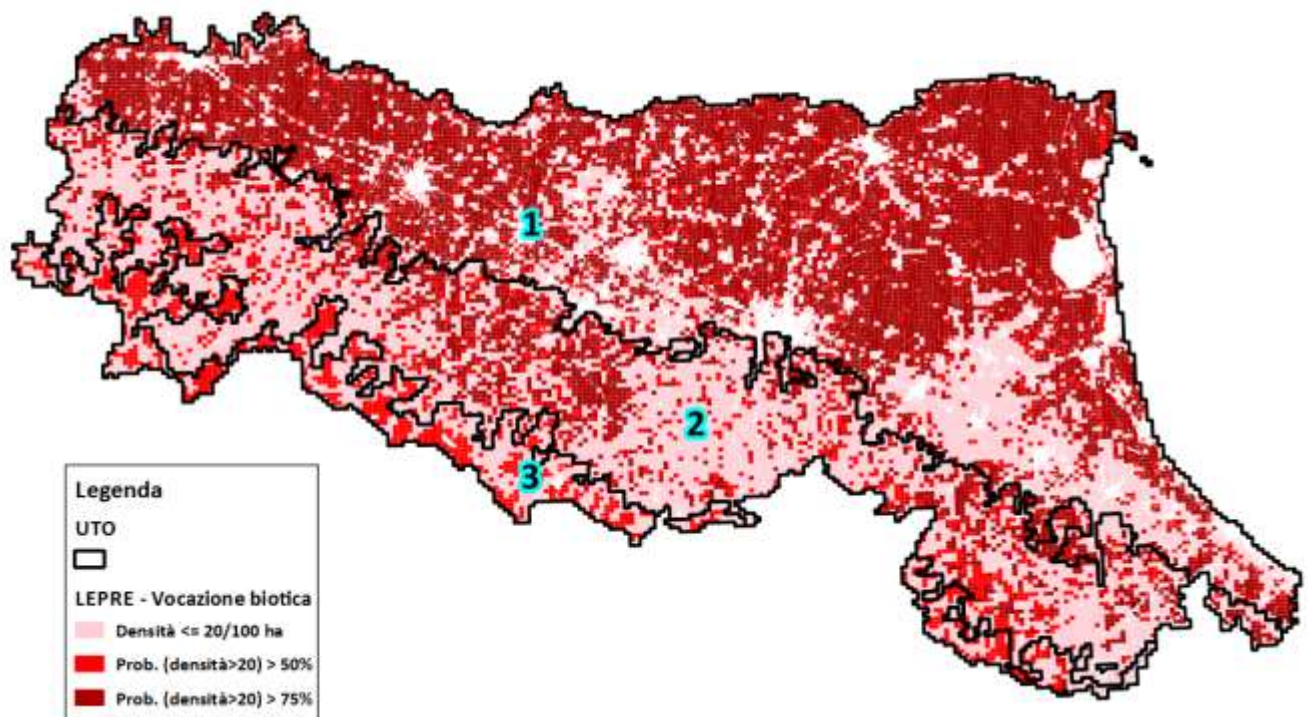 1
2
3
Legenda
UTO
LEPRE - Vocazione biotica
Densità <= 20/100 ha
Prob. (densità>20) > 50%
Prob. (densità>20) > 75%